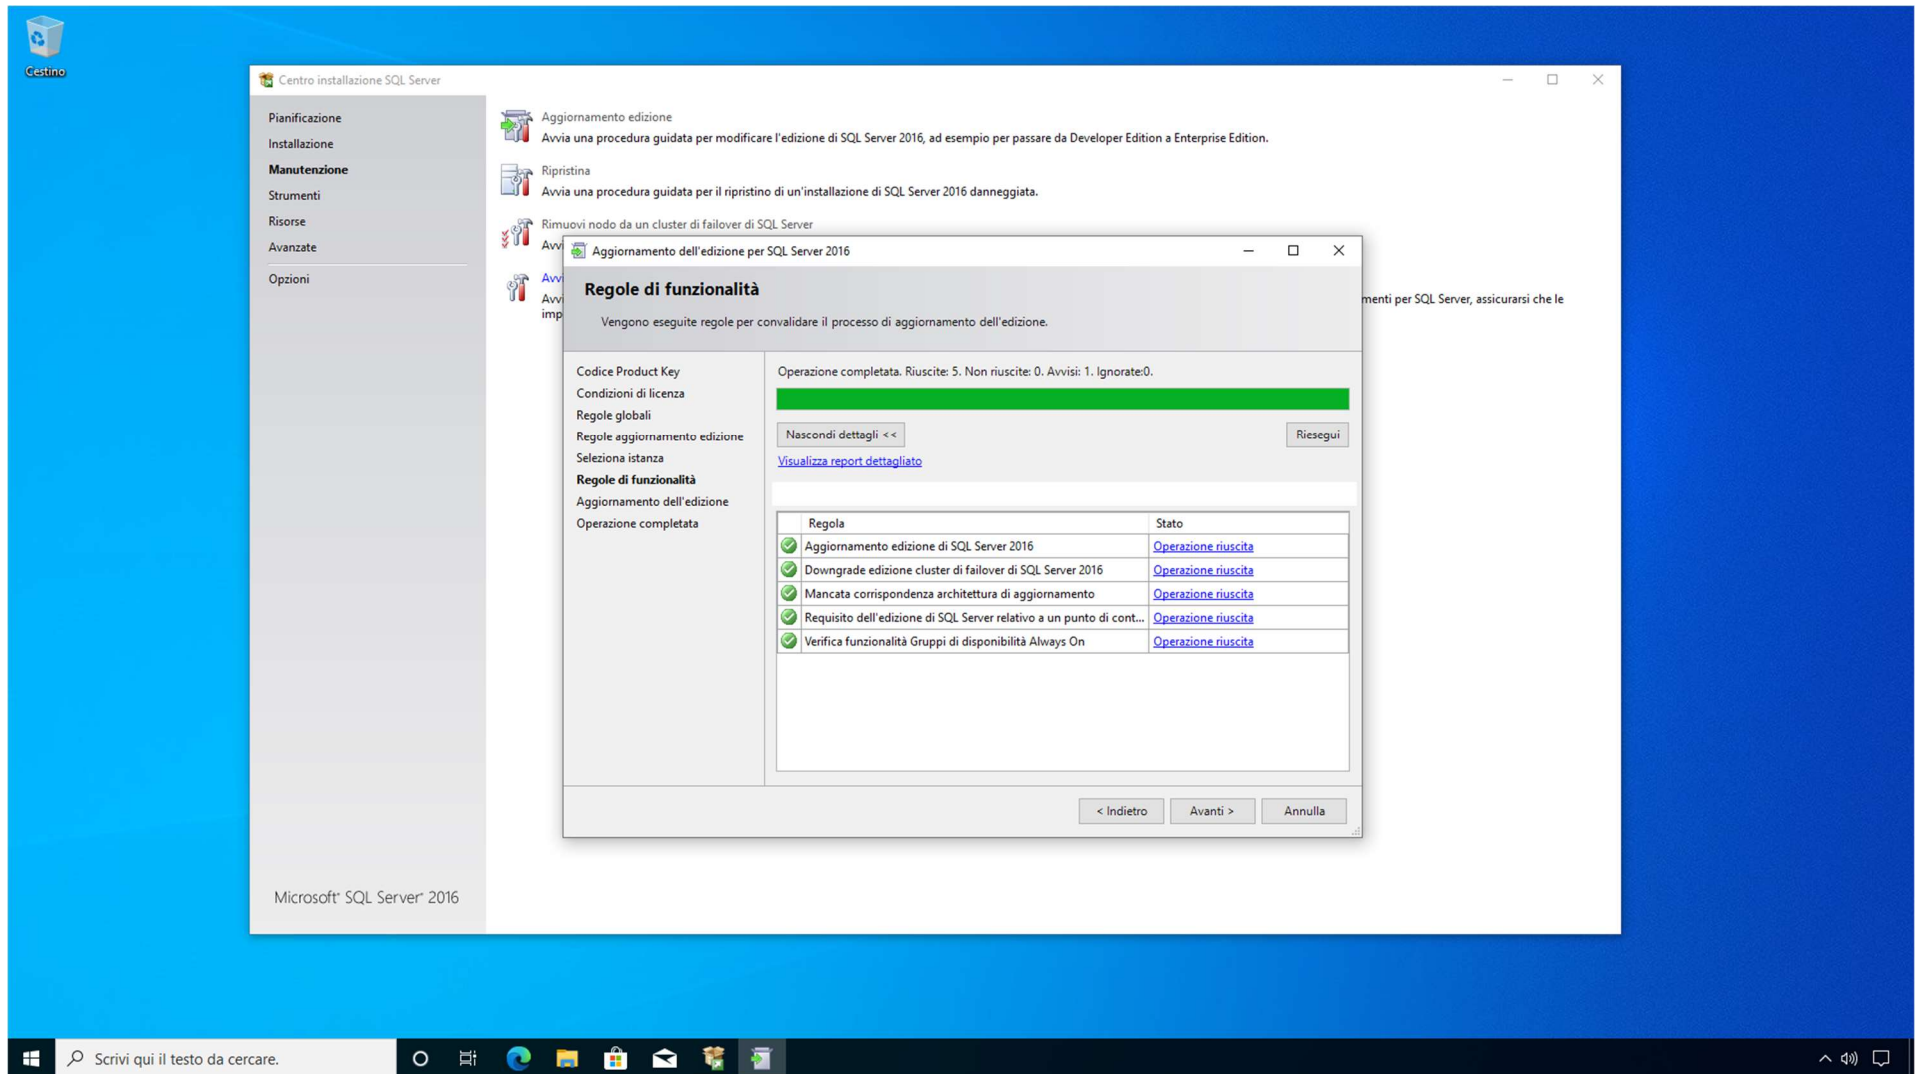 Cestino
Centro installazione SQL Server
Pianificazione
Installazione
Manutenzione
Strumenti
Risorse
Avanzate
Opzioni
Microsoft® SQL Server® 2016
Aggiornamento edizione
Avvia una procedura guidata per modificare l'edizione di SQL Server 2016, ad esempio per passare da Developer Edition a Enterprise Edition.
Ripristina
Avvia una procedura guidata per il ripristino di un'installazione di SQL Server 2016 danneggiata.
Rimuovi nodo da un cluster di failover di SQL Server
Avvi
Avvi
Avvi
menti per SQL Server, assicurarsi che le
imp
Aggiornamento dell'edizione per SQL Server 2016
Regole di funzionalità
Vengono eseguite regole per convalidare il processo di aggiornamento dell'edizione.
Codice Product Key
Condizioni di licenza
Regole globali
Regole aggiornamento edizione
Seleziona istanza
Regole di funzionalità
Aggiornamento dell'edizione
Operazione completata
Operazione completata. Riuscite: 5. Non riuscite: 0. Avvisi: 1. Ignorate:0.
Nascondi dettagli <<
Riesegui
Visualizza report dettagliato
Regola Stato
Aggiornamento edizione di SQL Server 2016 Operazione riuscita
Downgrade edizione cluster di failover di SQL Server 2016 Operazione riuscita
Mancata corrispondenza architettura di aggiornamento Operazione riuscita
Requisito dell'edizione di SQL Server relativo a un punto di cont... Operazione riuscita
Verifica funzionalità Gruppi di disponibilità Always On Operazione riuscita
< Indietro
Avanti >
Annulla
Scrivi qui il testo da cercare.